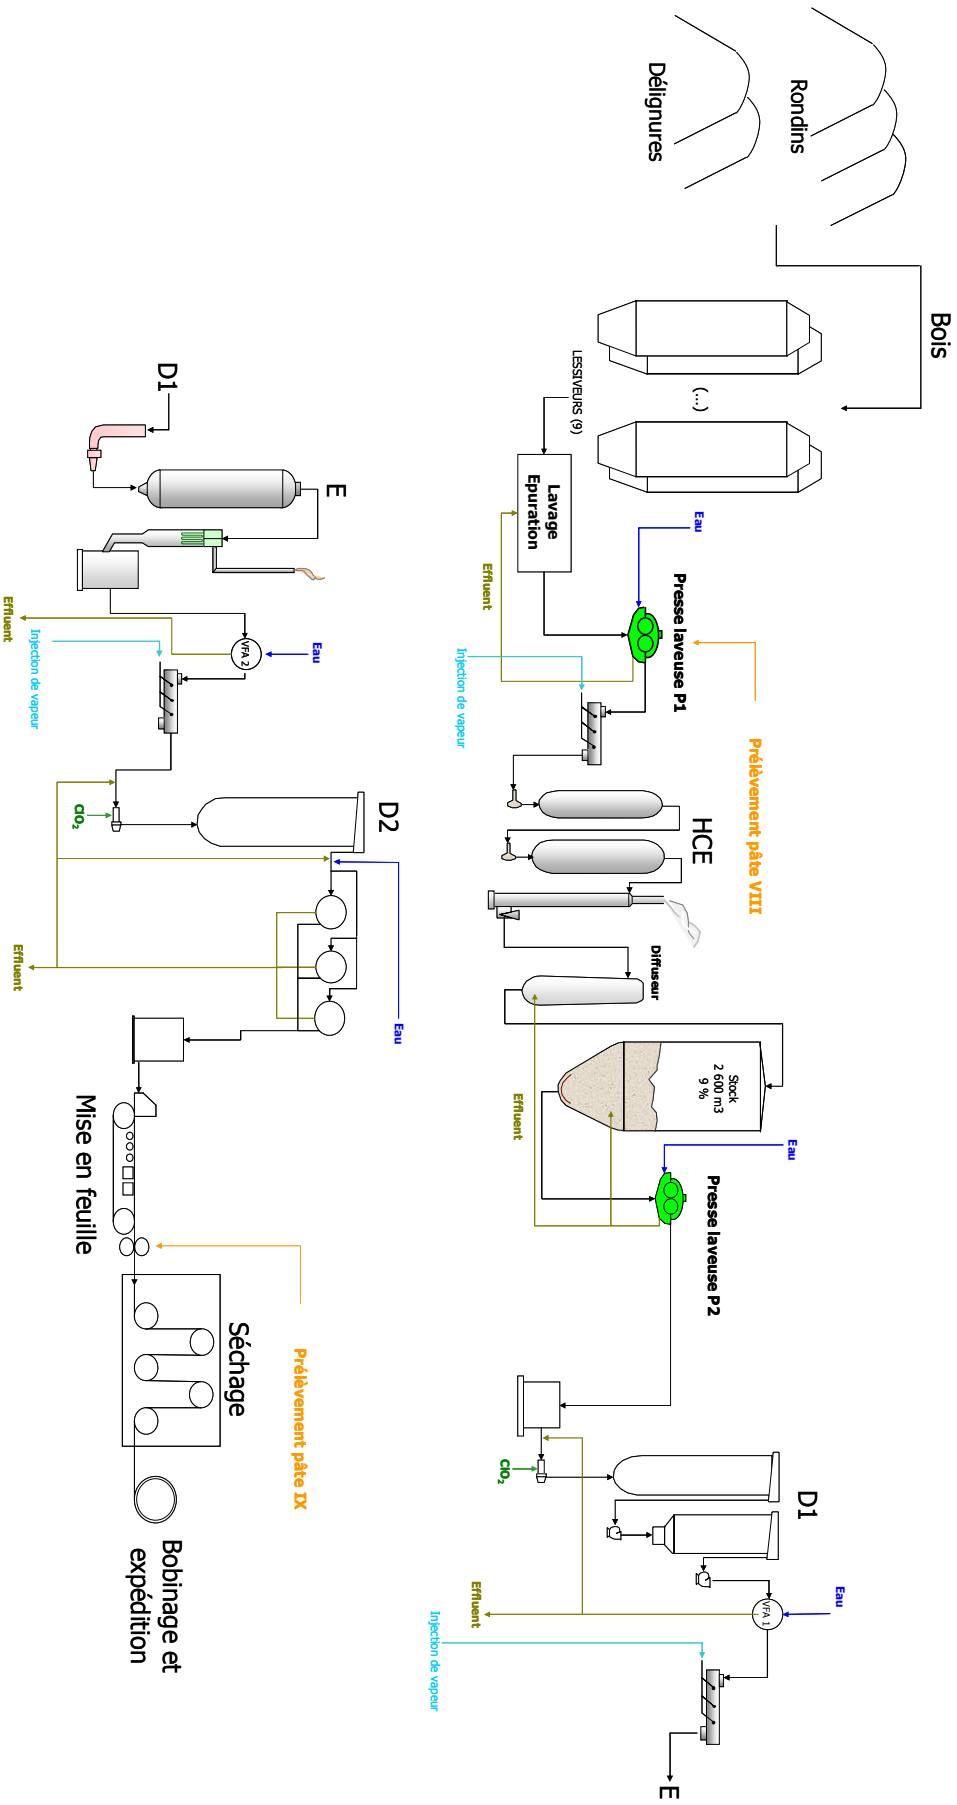 Rondins
Délignures
Bois
(...)
LESSIVEURS (9)
Lavage
Epuration
Eau
Effluent
Presse laveuse P1
Injection de vapeur
Prélèvement pâte VIII
HCE
Diffuseur
Stock
2 600 m3
9 %
Effluent
Eau
Presse laveuse P2
ClO₂
D1
Eau
VFA 1
Effluent
Injection de vapeur
E
D1
E
Effluent
Injection de vapeur
VFA 2
Eau
ClO₂
D2
Effluent
Eau
Mise en feuille
Prélèvement pâte IX
Séchage
Bobinage et
expédition